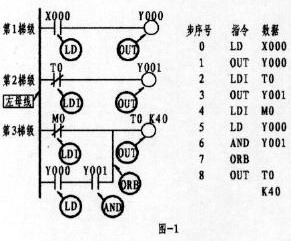 X000 Y000
第1梯级
LD OUT
T0 Y001
第2梯级
LDI OUT
左母线
M0 T0 K40
第3梯级
LDI OUT
Y000 Y001
ORB
LD AND
步序号 指令 数据
0 LD X000
1 OUT Y000
2 LDI T0
3 OUT Y001
4 LDI M0
5 LD Y000
6 AND Y001
7 ORB
8 OUT T0
K40
图-1